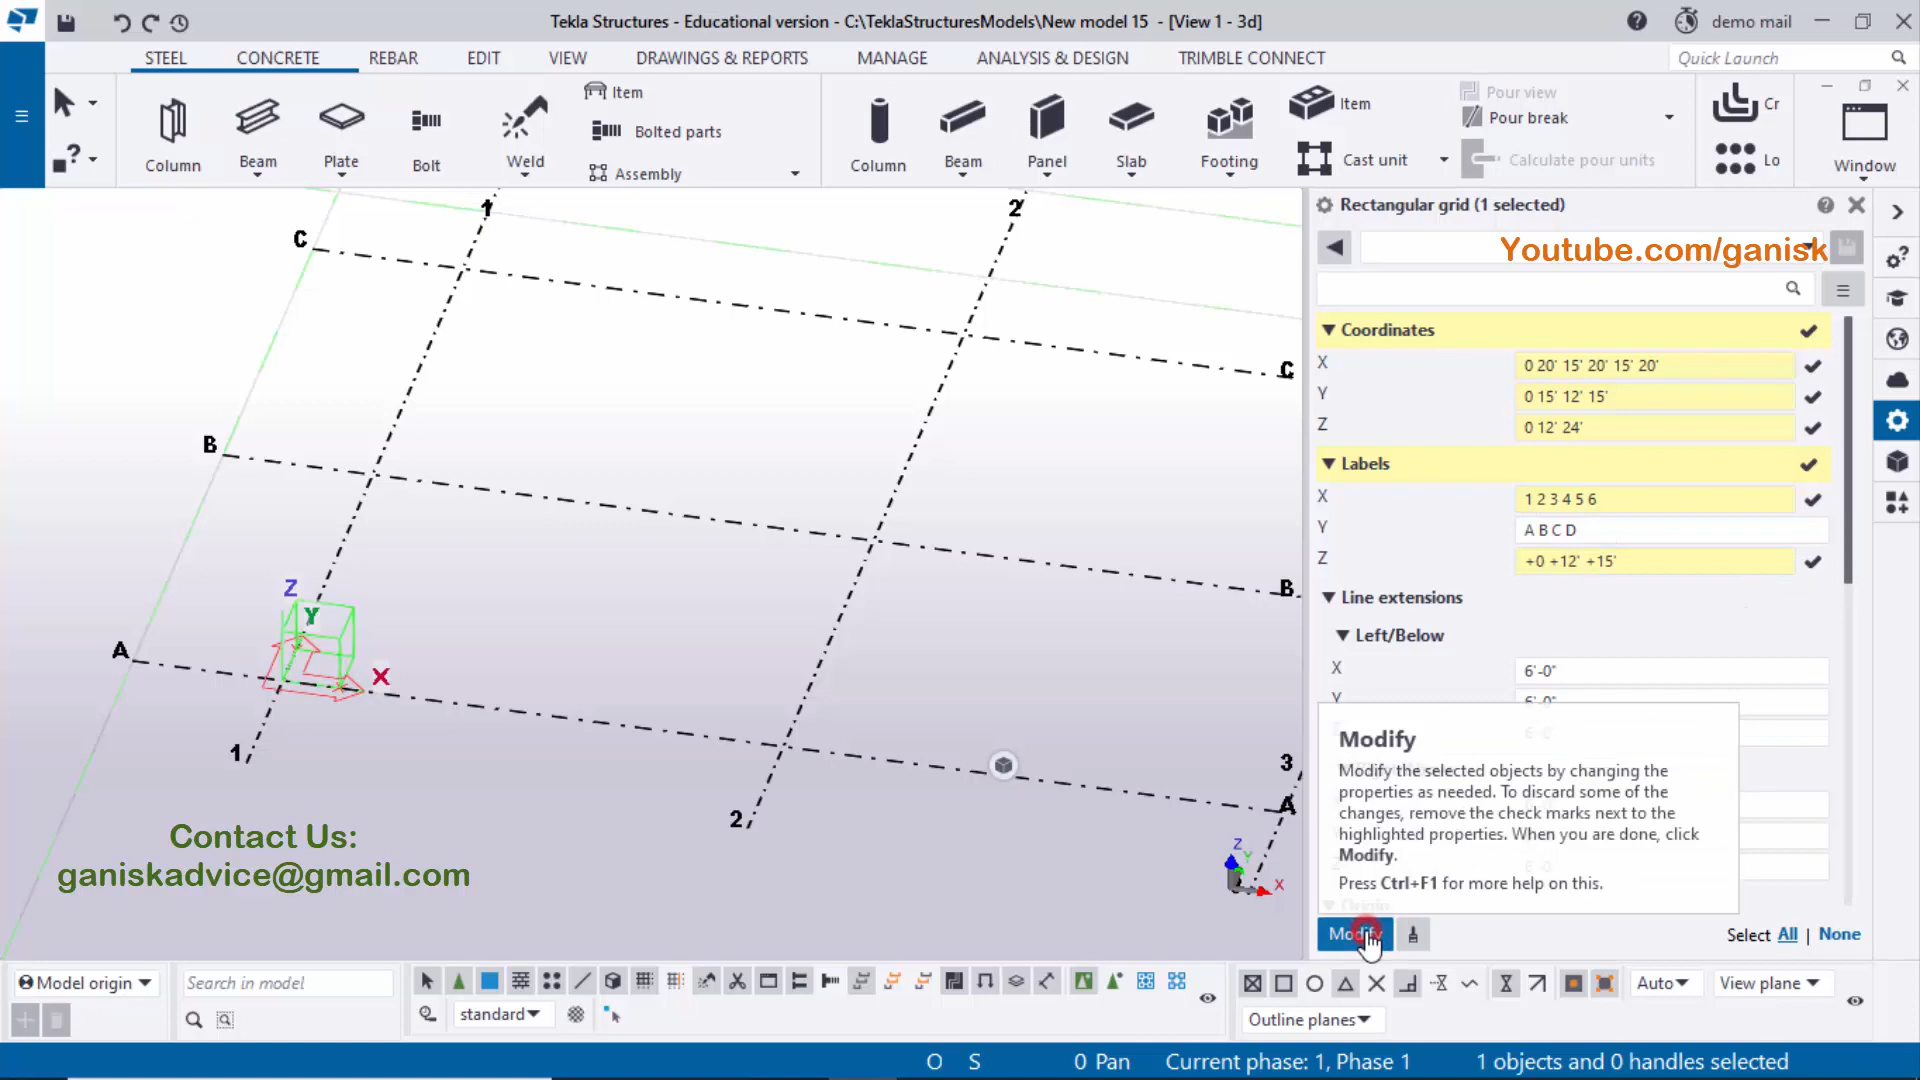 Tekla Structures - Educational version - C:\TeklaStructuresModels\New model 15 - [View 1 - 3d]
demo mail
STEEL CONCRETE REBAR EDIT VIEW DRAWINGS & REPORTS MANAGE ANALYSIS & DESIGN TRIMBLE CONNECT
Quick Launch
Column
Beam
Plate
Bolt
Weld
Item
Bolted parts
Assembly
Column
Beam
Panel
Slab
Footing
Item
Cast unit
Pour view
Pour break
Calculate pour units
Cr
Lo
Window
1
2
C
C
B
B
Z
Y
X
A
A
1
2
3
Z
Y
X
Contact Us:
ganiskadvice@gmail.com
Rectangular grid (1 selected)
Youtube.com/ganisk
Coordinates
X 0 20' 15' 20' 15' 20'
Y 0 15' 12' 15'
Z 0 12' 24'
Labels
X 1 2 3 4 5 6
Y A B C D
Z +0 +12' +15'
Line extensions
Left/Below
X 6'-0"
Y 6'-0"
6'-0"
Modify
Modify the selected objects by changing the
properties as needed. To discard some of the
changes, remove the check marks next to the
highlighted properties. When you are done, click
Modify.
Press Ctrl+F1 for more help on this.
Origin
Modify
Select All | None
Model origin
Search in model
standard
Auto
View plane
Outline planes
O S 0 Pan Current phase: 1, Phase 1 1 objects and 0 handles selected